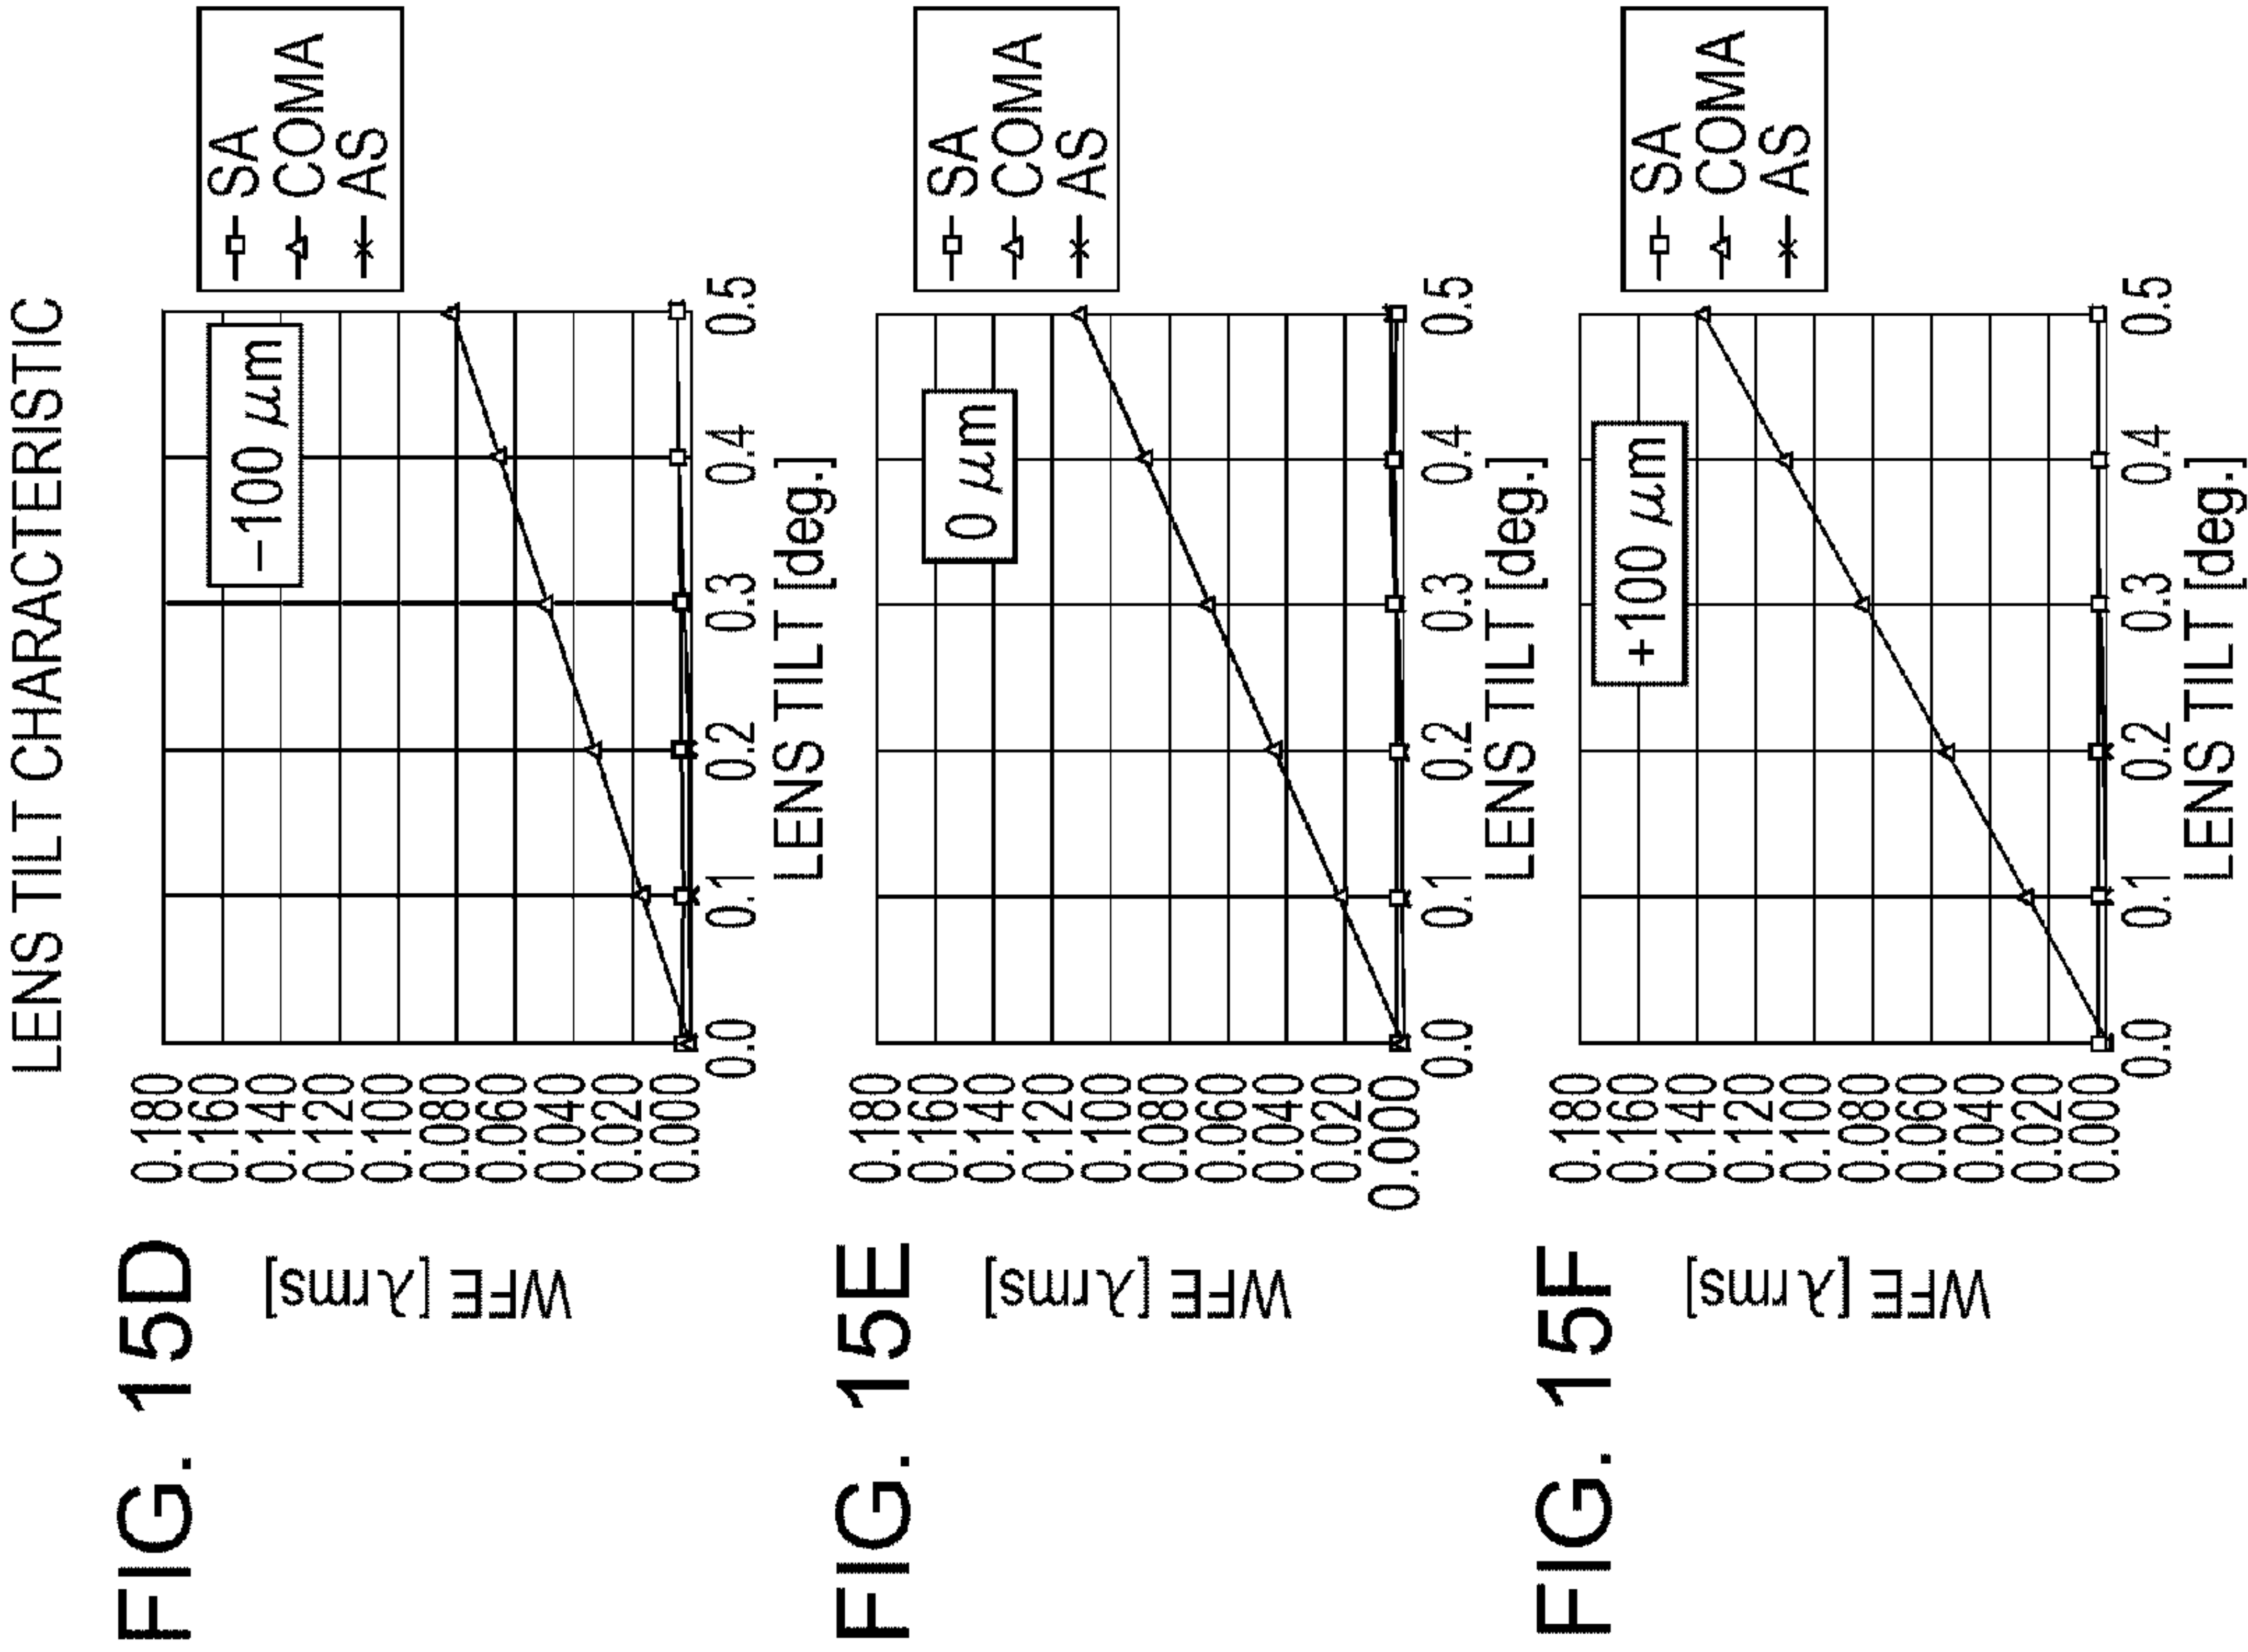 LENS TILT CHARACTERISTIC
FIG. 15D
WFE [λrms]
0.180
0.160
0.140
0.120
0.100
0.080
0.060
0.040
0.020
0.000
0.0 0.1 0.2 0.3 0.4 0.5
LENS TILT [deg.]
−100 μm
SA
COMA
AS
FIG. 15E
WFE [λrms]
0.180
0.160
0.140
0.120
0.100
0.080
0.060
0.040
0.020
0.000
0.0 0.1 0.2 0.3 0.4 0.5
LENS TILT [deg.]
0 μm
SA
COMA
AS
FIG. 15F
WFE [λrms]
0.180
0.160
0.140
0.120
0.100
0.080
0.060
0.040
0.020
0.000
0.0 0.1 0.2 0.3 0.4 0.5
LENS TILT [deg.]
+100 μm
SA
COMA
AS